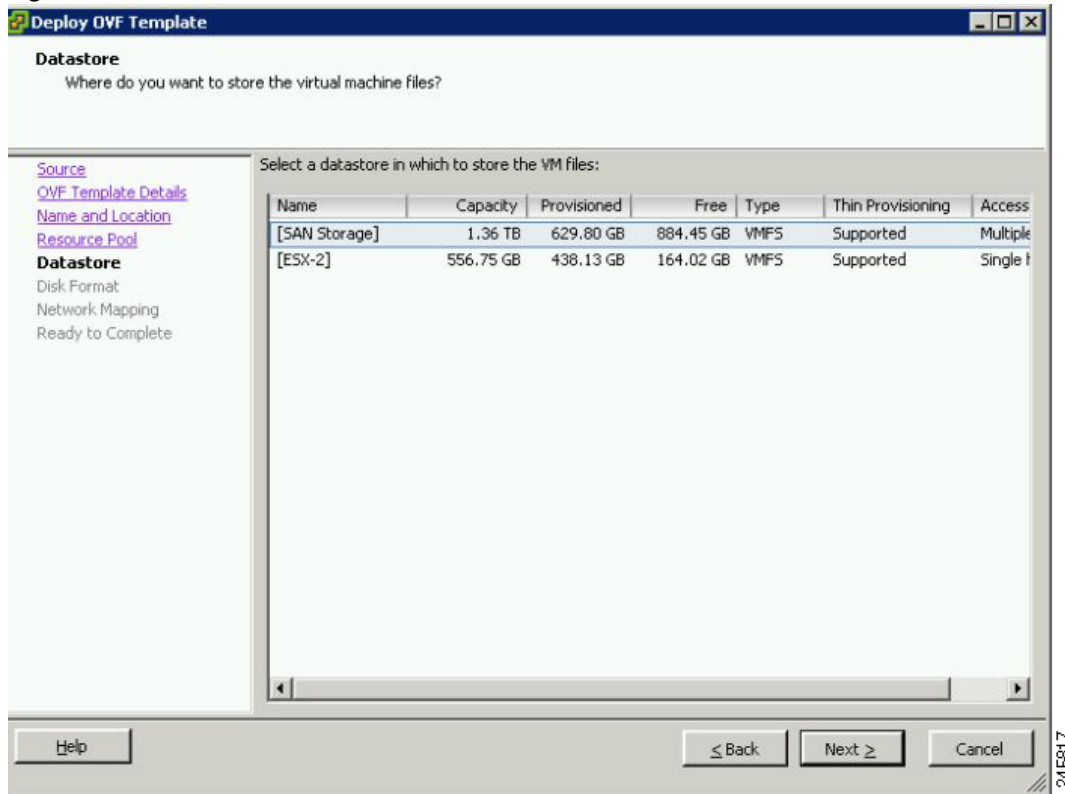 Deploy OVF Template
Datastore
Where do you want to store the virtual machine files?
Source
OVF Template Details
Name and Location
Resource Pool
Datastore
Disk Format
Network Mapping
Ready to Complete
Select a datastore in which to store the VM files:
Name Capacity Provisioned Free Type Thin Provisioning Access
[SAN Storage] 1.36 TB 629.80 GB 884.45 GB VMFS Supported Multiple
[ESX-2] 556.75 GB 438.13 GB 164.02 GB VMFS Supported Single
Help
≤ Back
Next ≥
Cancel